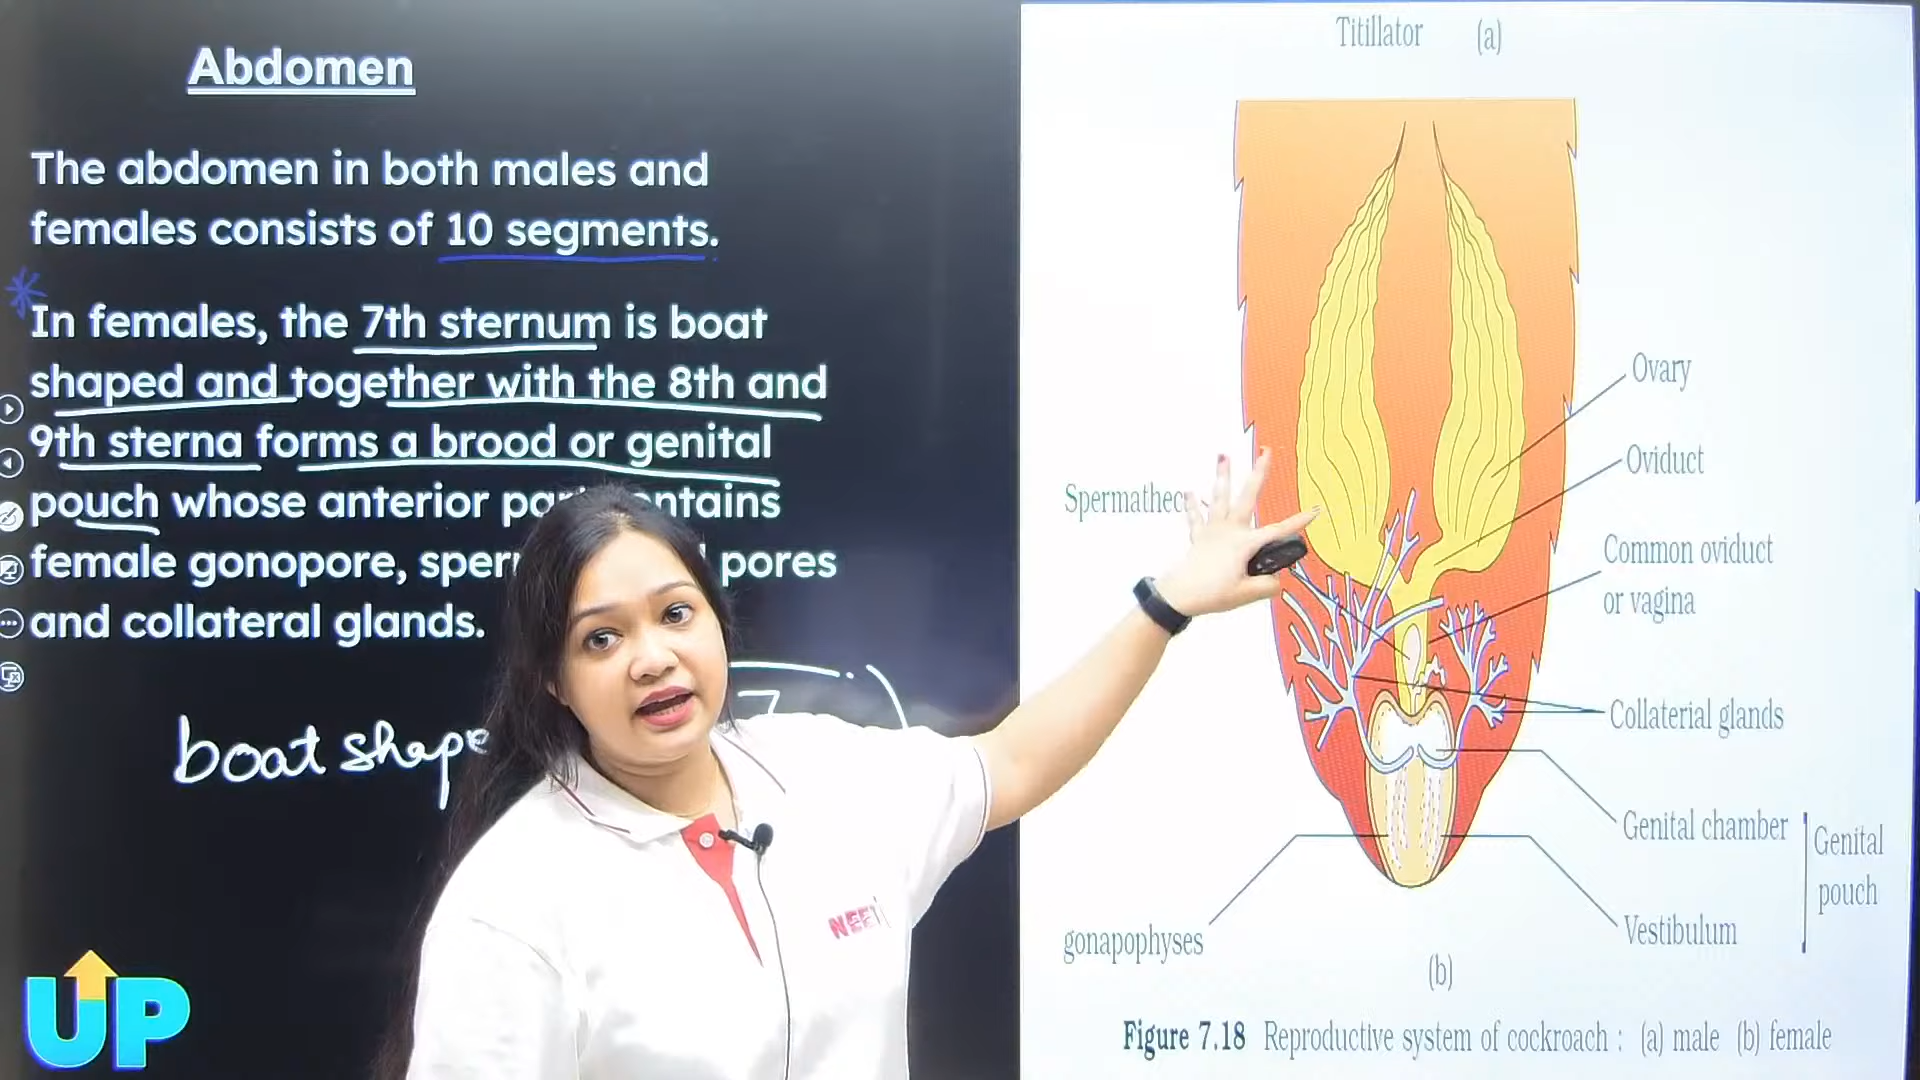 Abdomen
The abdomen in both males and
females consists of 10 segments.
In females, the 7th sternum is boat
shaped and together with the 8th and
9th sterna forms a brood or genital
pouch whose anterior
female gonopore, pores
and collateral glands.
boat shape
7
UP
NEET
Titillator (a)
Ovary
Oviduct
Common oviduct
or vagina
Collaterial glands
Genital chamber
Genital
pouch
Vestibulum
gonapophyses
(b)
Figure 7.18 Reproductive system of cockroach : (a) male (b) female